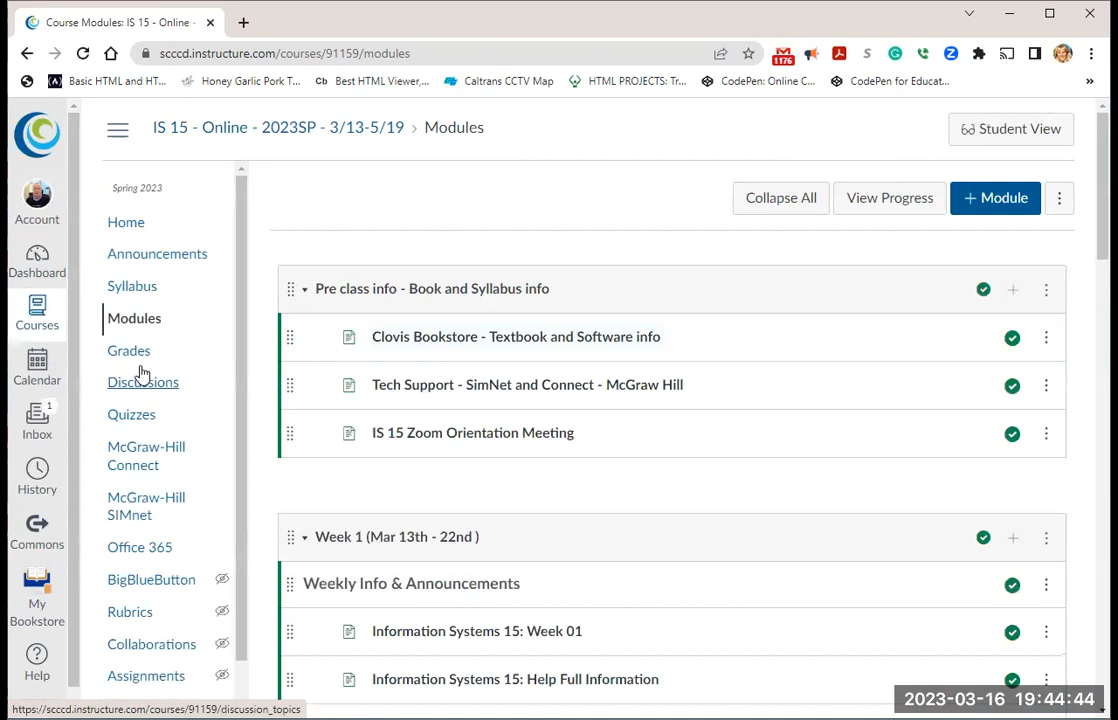 Course Modules: IS 15 - Online -
scccd.instructure.com/courses/91159/modules
1176
Basic HTML and HT...
Honey Garlic Pork T...
Cb Best HTML Viewer,...
Caltrans CCTV Map
HTML PROJECTS: Tr...
CodePen: Online C...
CodePen for Educat...
»
IS 15 - Online - 2023SP - 3/13-5/19 › Modules
Student View
Account
Dashboard
Courses
Calendar
1
Inbox
History
Commons
My
Bookstore
Help
Spring 2023
Home
Announcements
Syllabus
Modules
Grades
Discussions
Quizzes
McGraw-Hill
Connect
McGraw-Hill
SIMnet
Office 365
BigBlueButton
Rubrics
Collaborations
Assignments
Collapse All
View Progress
+ Module
Pre class info - Book and Syllabus info
Clovis Bookstore - Textbook and Software info
Tech Support - SimNet and Connect - McGraw Hill
IS 15 Zoom Orientation Meeting
Week 1 (Mar 13th - 22nd )
Weekly Info & Announcements
Information Systems 15: Week 01
Information Systems 15: Help Full Information
https://scccd.instructure.com/courses/91159/discussion_topics
2023-03-16 19:44:44